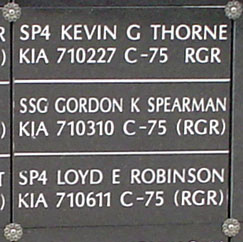 R SP4 KEVIN G THORNE
) KIA 710227 C-75 RGR
SSG GORDON K SPEARMAN
) KIA 710310 C-75 (RGR)
T SP4 LOYD E ROBINSON
) KIA 710611 C-75 (RGR)